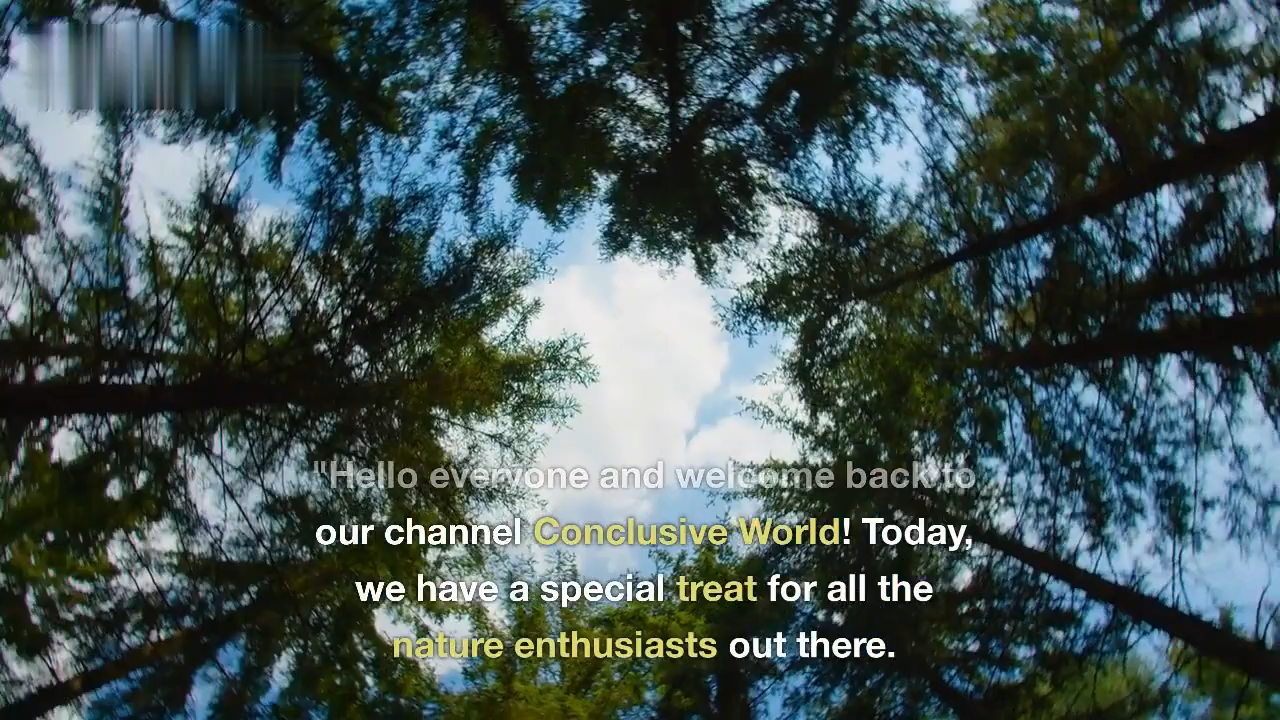 "Hello everyone and welcome back to
our channel Conclusive World! Today,
we have a special treat for all the
nature enthusiasts out there.